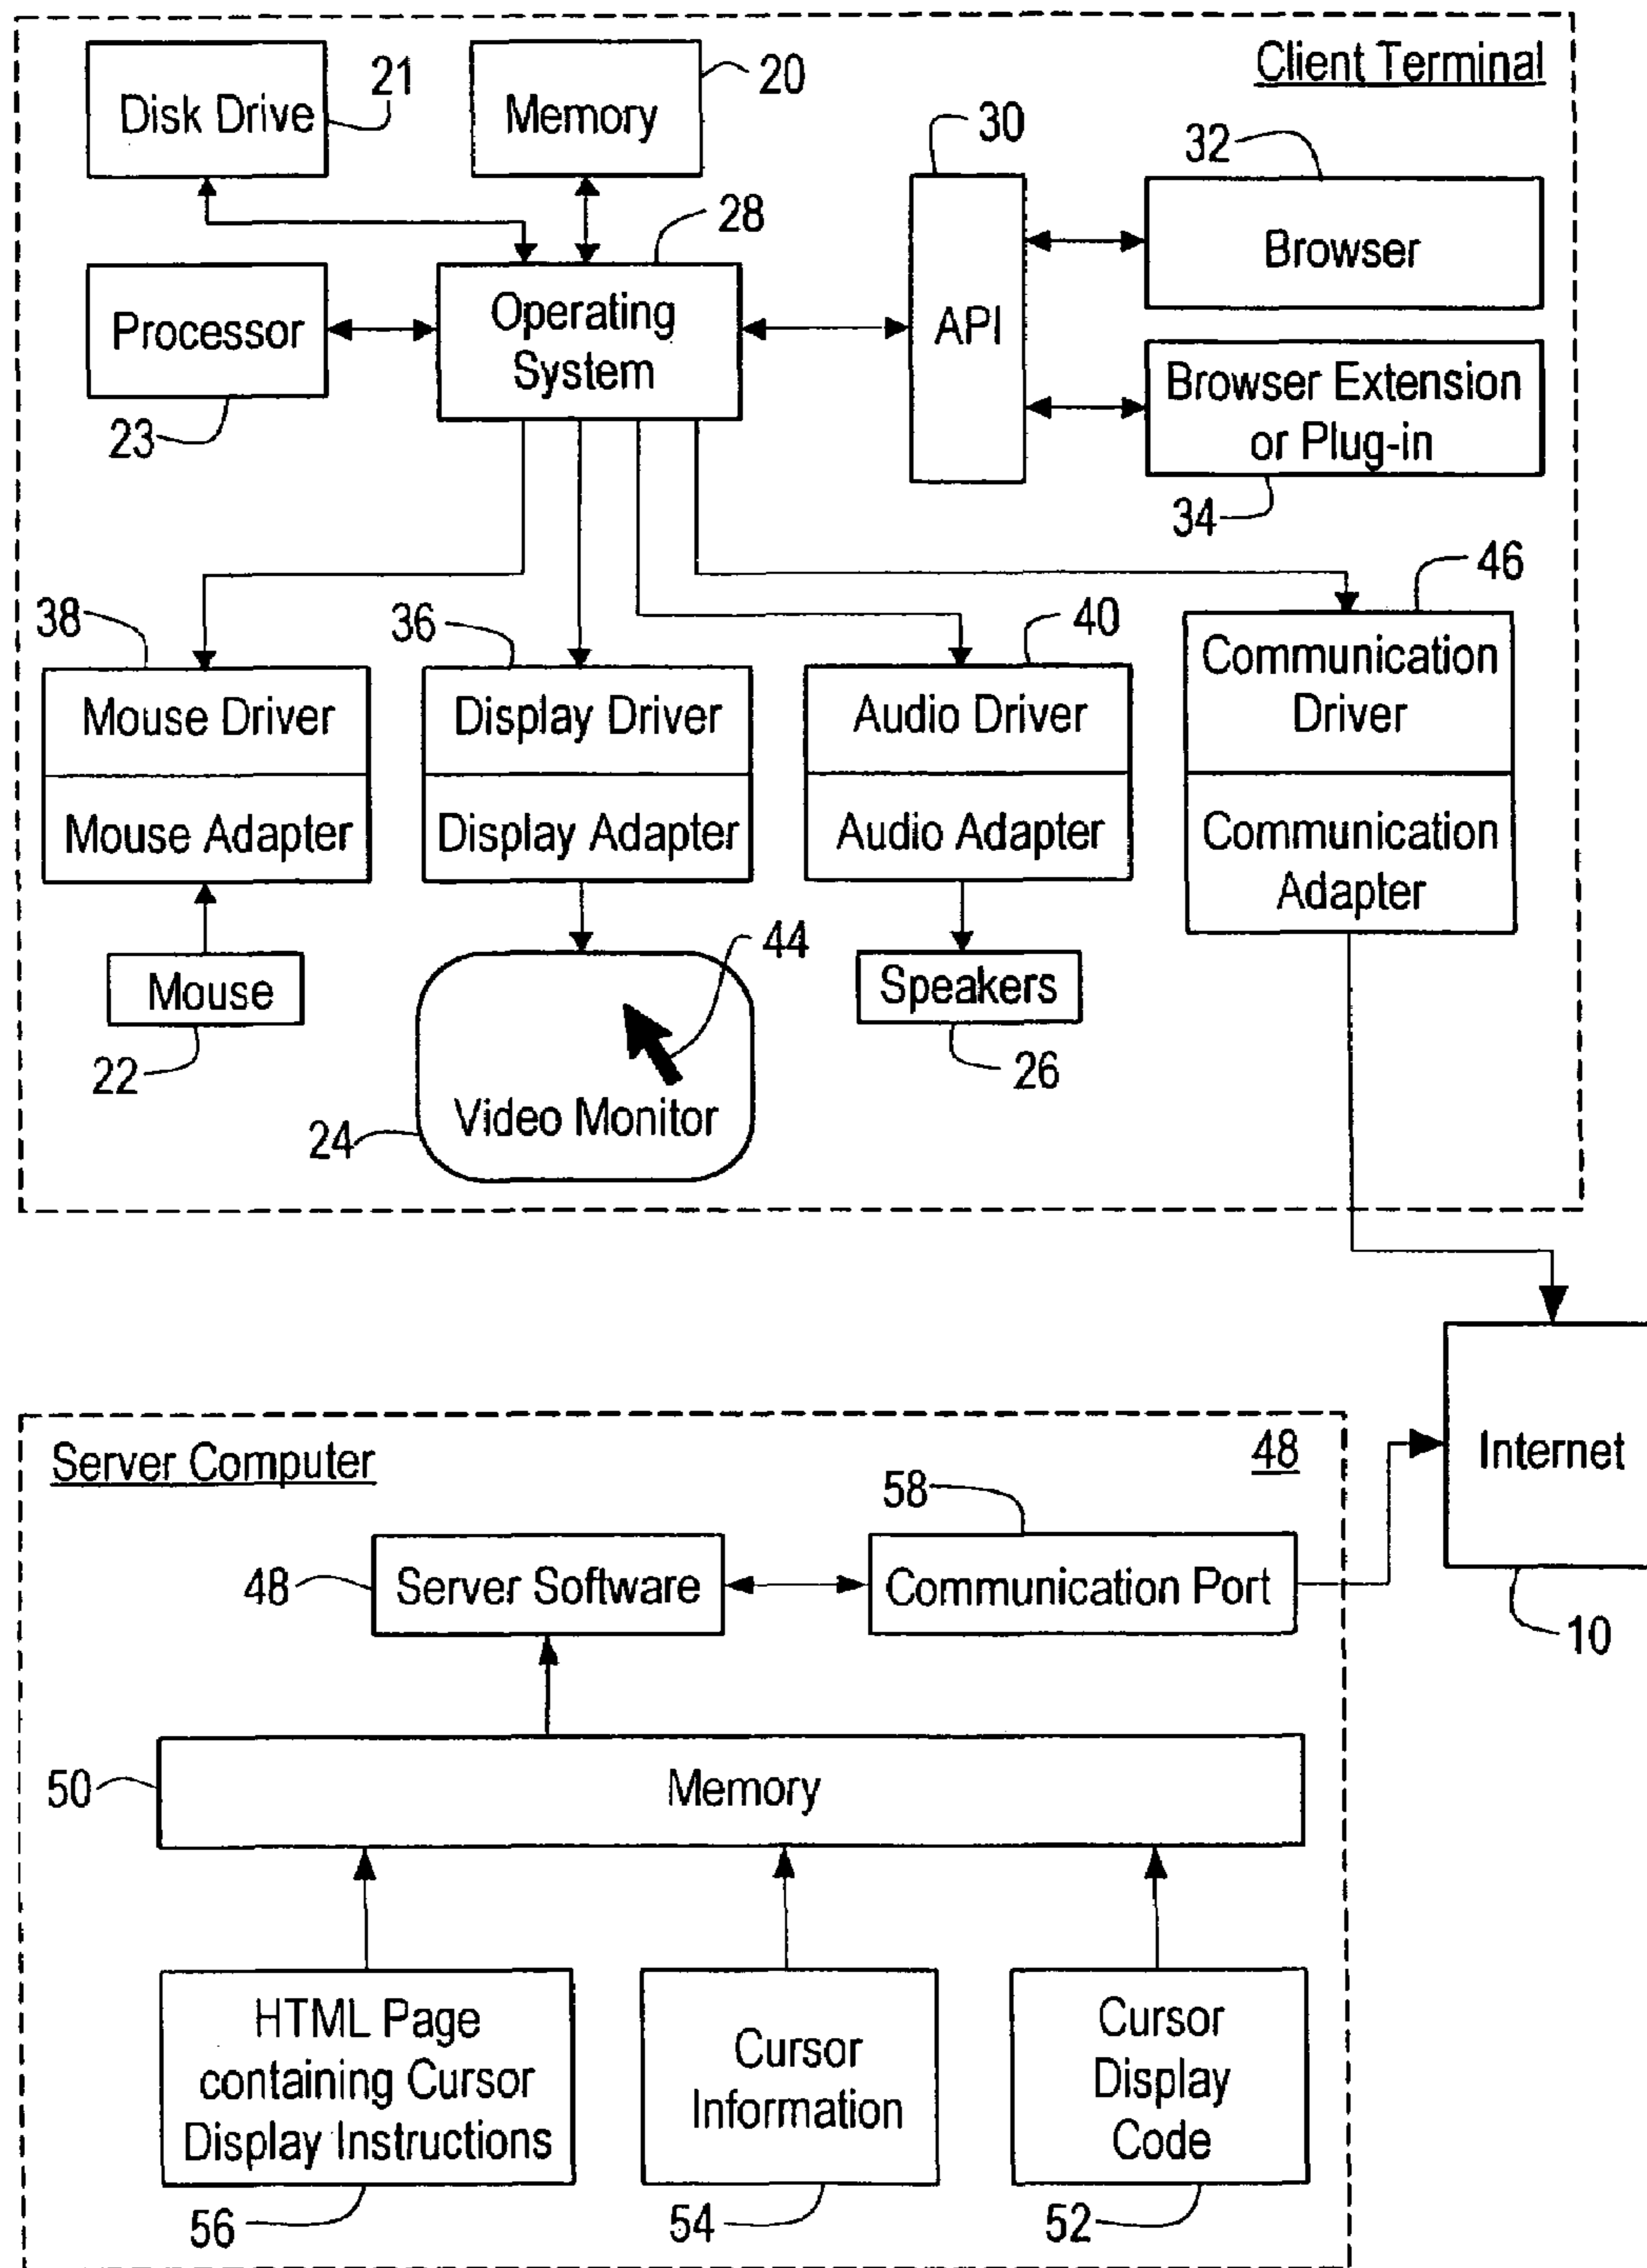 Client Terminal
Disk Drive
21
Memory
20
30
32
28
Processor
23
Operating
System
API
Browser
Browser Extension
or Plug-in
34
38
36
40
46
Mouse Driver
Mouse Adapter
Display Driver
Display Adapter
Audio Driver
Audio Adapter
Communication
Driver
Communication
Adapter
Mouse
22
44
Video Monitor
24
Speakers
26
Internet
10
Server Computer
48
58
48
Server Software
Communication Port
50
Memory
HTML Page
containing Cursor
Display Instructions
56
Cursor
Information
54
Cursor
Display
Code
52